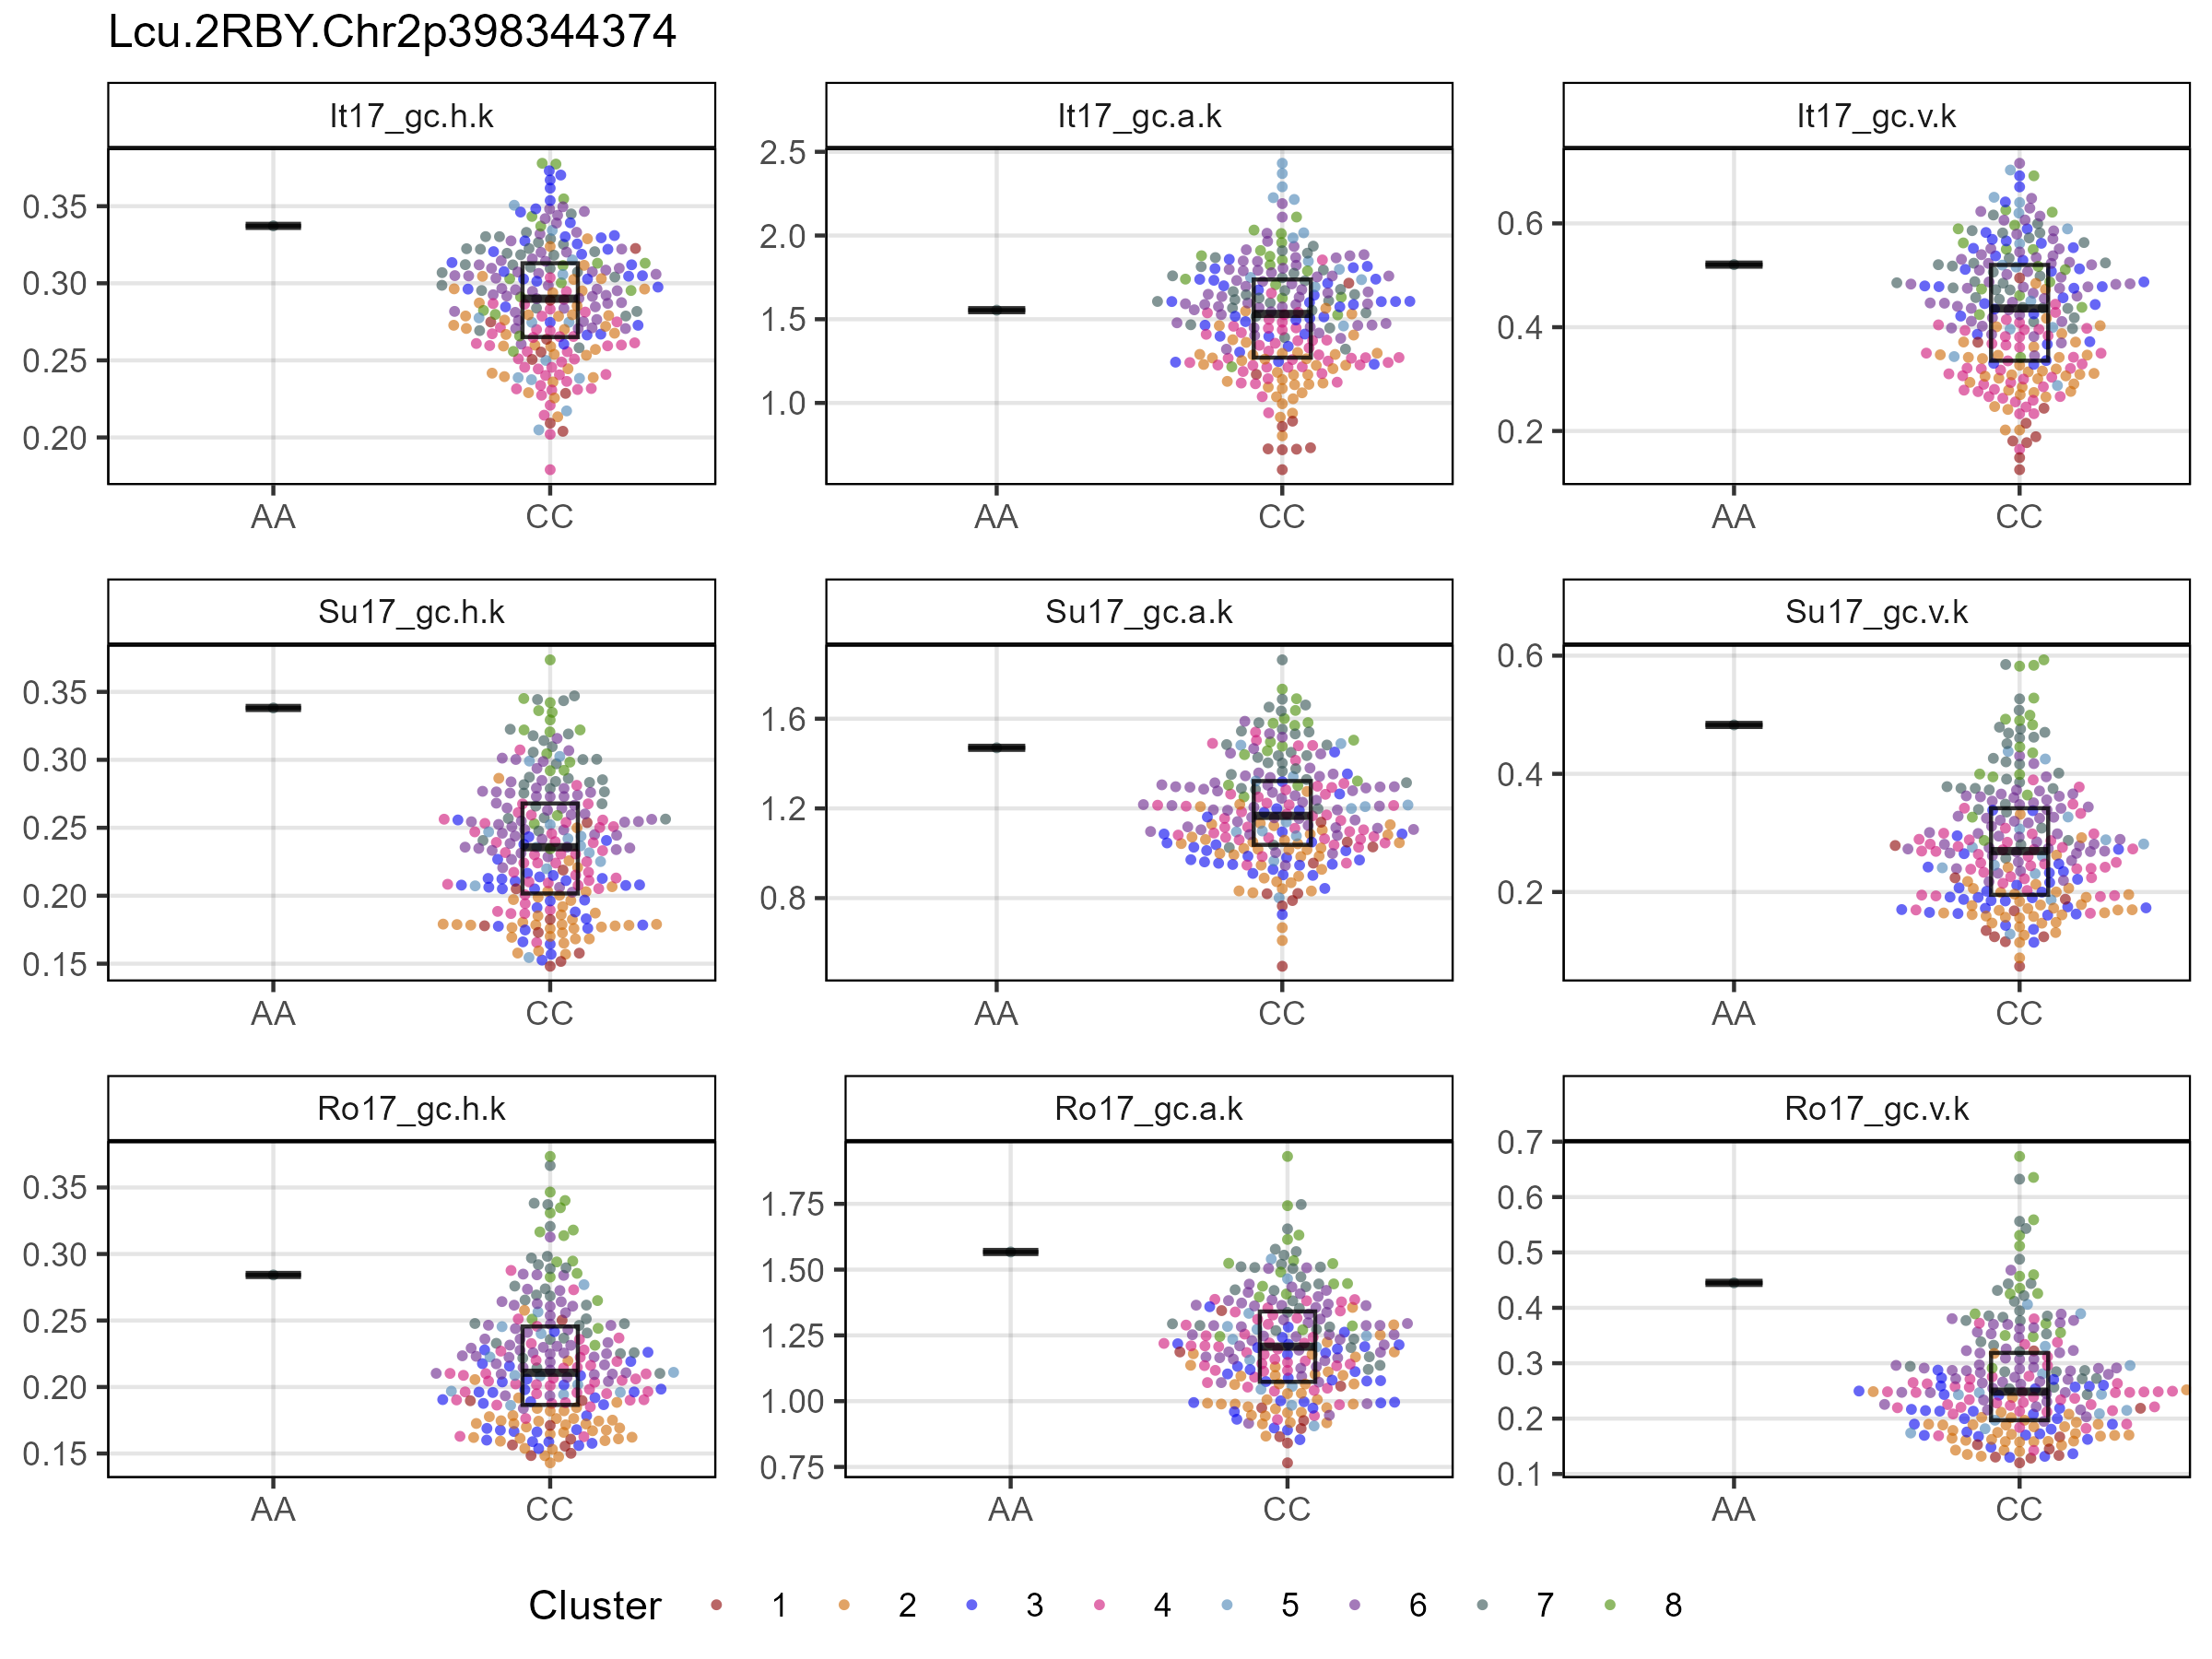 Lcu.2RBY.Chr2p398344374
It17_gc.h.k
It17_gc.a.k
It17_gc.v.k
0.35
0.30
0.25
0.20
AA
CC
2.5
2.0
1.5
1.0
AA
CC
0.6
0.4
0.2
AA
CC
Su17_gc.h.k
Su17_gc.a.k
Su17_gc.v.k
0.35
0.30
0.25
0.20
0.15
AA
CC
1.6
1.2
0.8
AA
CC
0.6
0.4
0.2
AA
CC
Ro17_gc.h.k
Ro17_gc.a.k
Ro17_gc.v.k
0.35
0.30
0.25
0.20
0.15
AA
CC
1.75
1.50
1.25
1.00
0.75
AA
CC
0.7
0.6
0.5
0.4
0.3
0.2
0.1
AA
CC
Cluster 1 2 3 4 5 6 7 8